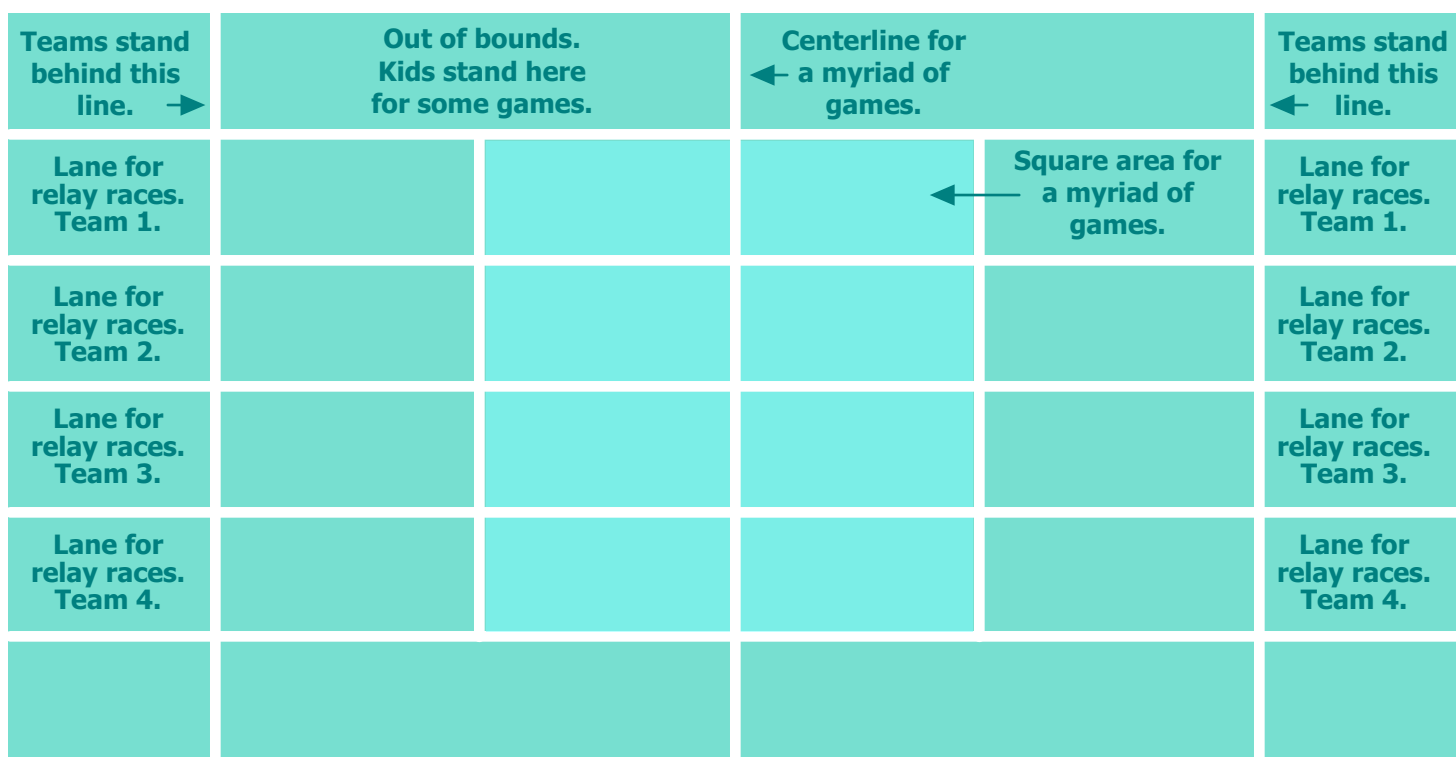 Teams stand
behind this
line.
Out of bounds.
Kids stand here
for some games.
Centerline for
a myriad of
games.
Teams stand
behind this
line.
Lane for
relay races.
Team 1.
Square area for
a myriad of
games.
Lane for
relay races.
Team 1.
Lane for
relay races.
Team 2.
Lane for
relay races.
Team 2.
Lane for
relay races.
Team 3.
Lane for
relay races.
Team 3.
Lane for
relay races.
Team 4.
Lane for
relay races.
Team 4.